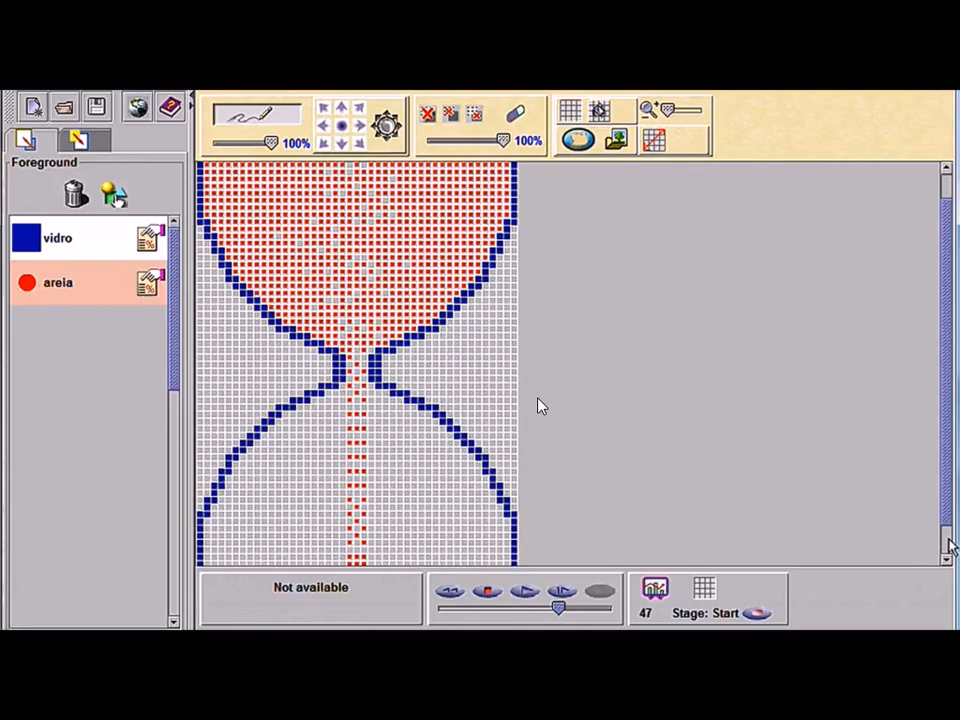 100%
100%
Foreground
vidro
areia
Not available
47 Stage: Start